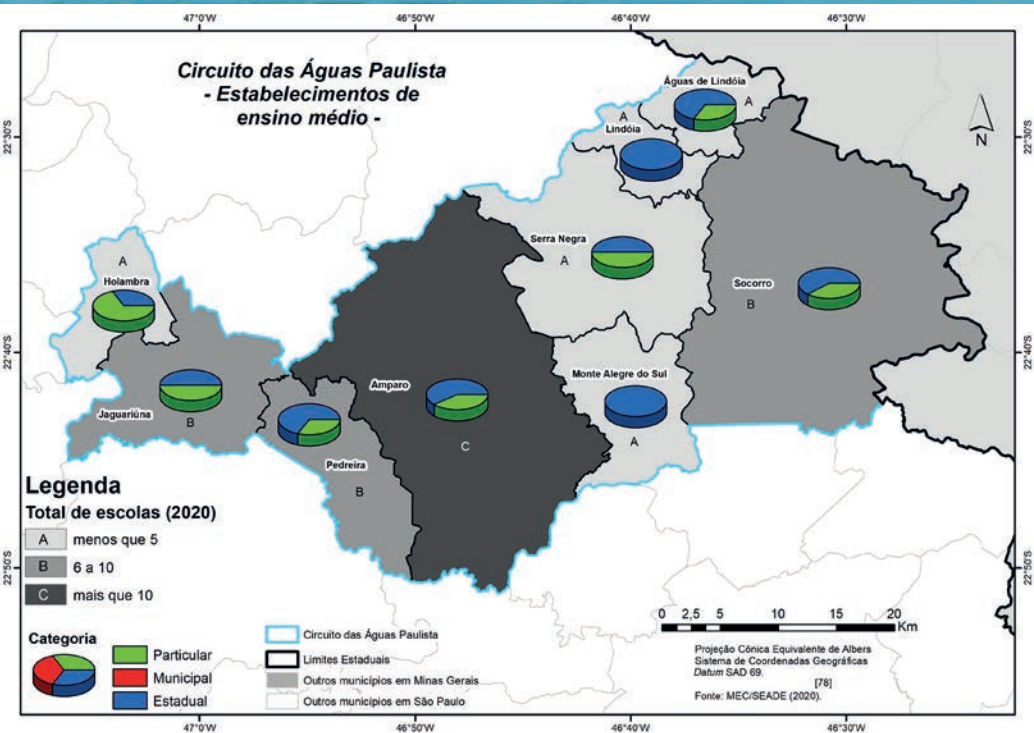 47°0'W 46°50'W 46°40'W 46°30'W
Circuito das Águas Paulista
- Estabelecimentos de
ensino médio -
Águas de Lindóia
A
A
Lindóia
N
22°30'S
22°30'S
Serra Negra
A
A
Holambra
Socorro
B
22°40'S
22°40'S
Monte Alegre do Sul
Amparo
Jaguariúna
B
A
C
Pedreira
B
Legenda
Total de escolas (2020)
A menos que 5
B 6 a 10
C mais que 10
22°50'S
22°50'S
Categoria
Particular
Municipal
Estadual
Circuito das Águas Paulista
Limites Estaduais
Outros municípios em Minas Gerais
Outros municípios em São Paulo
0 2,5 5 10 15 20
Km
Projeção Cônica Equivalente de Albers
Sistema de Coordenadas Geográficas
Datum SAD 69.
[78]
Fonte: MEC/SEADE (2020).
47°0'W 46°50'W 46°40'W 46°30'W